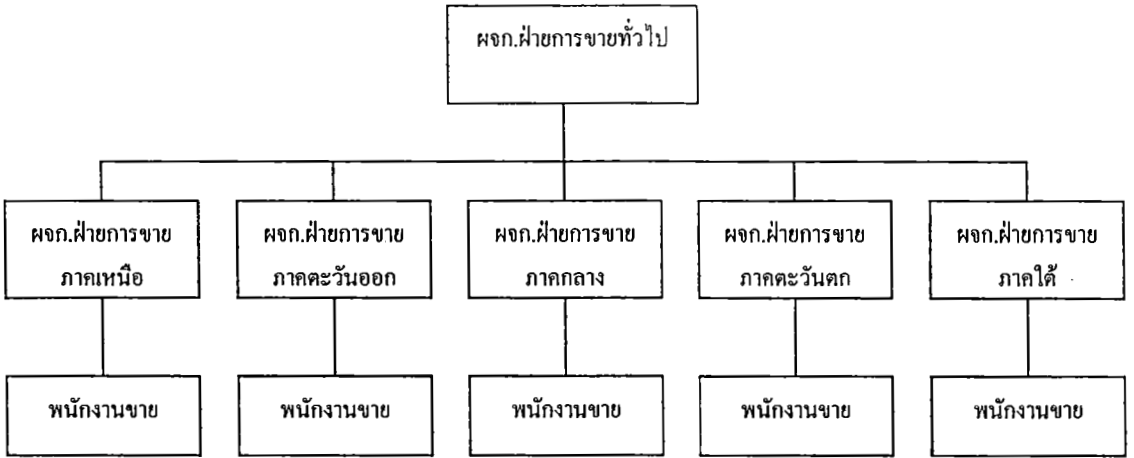 ผจก.ฝ่ายการขายทั่วไป
ผจก.ฝ่ายการขาย
ภาคเหนือ
ผจก.ฝ่ายการขาย
ภาคตะวันออก
ผจก.ฝ่ายการขาย
ภาคกลาง
ผจก.ฝ่ายการขาย
ภาคตะวันตก
ผจก.ฝ่ายการขาย
ภาคใต้
พนักงานขาย
พนักงานขาย
พนักงานขาย
พนักงานขาย
พนักงานขาย